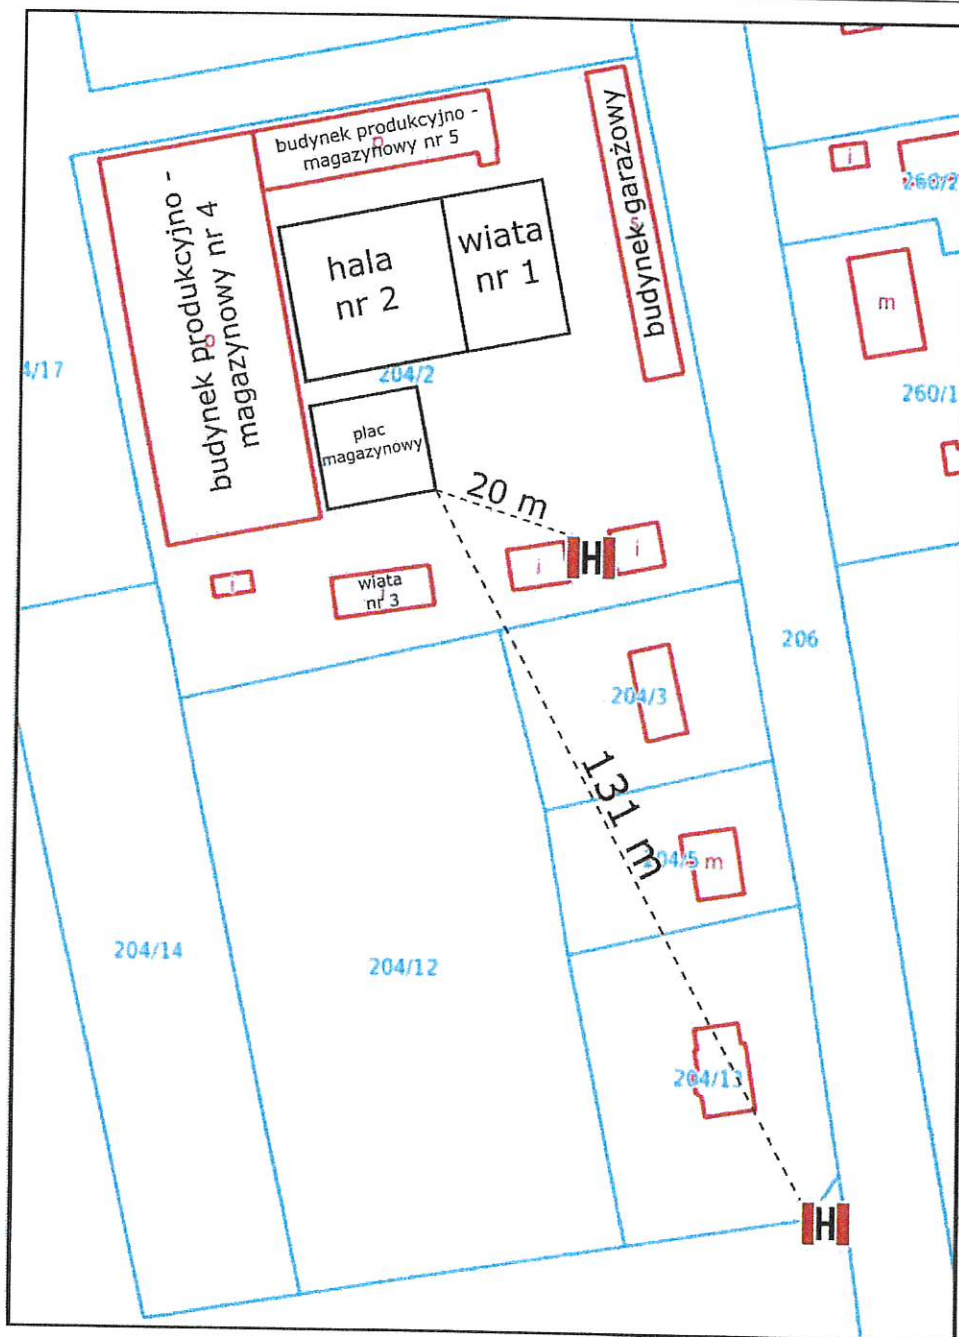 budynek produkcyjno -
magazynowy nr 5
budynek produkcyjno -
magazynowy nr 4
hala
nr 2
wiata
nr 1
budynek garażowy
s
i
260/2
m
260/1
4/17
204/2
p
p
plac
magazynowy
20 m
H
i
i
i
wiata
nr 3
i
206
204/3
131 m
204/5
m
204/14
204/12
204/13
H